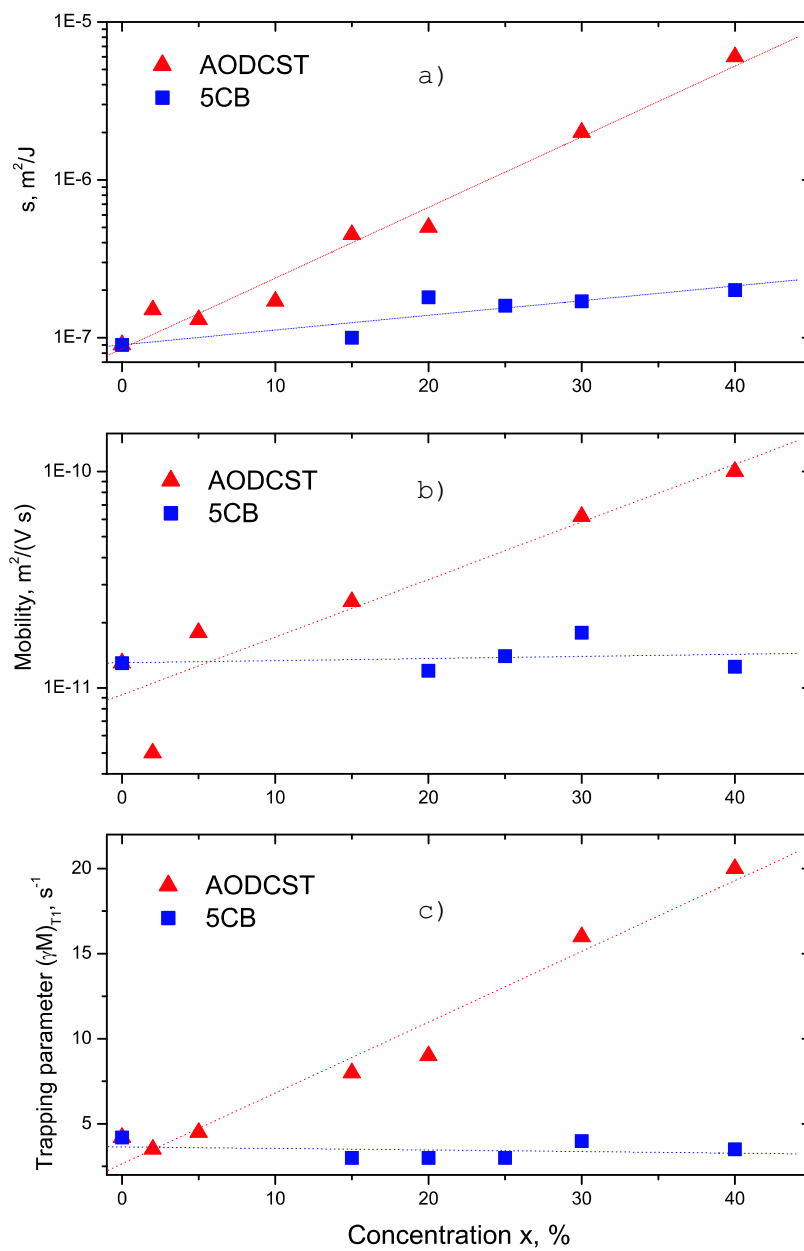 1E-5
AODCST
5CB
a)
s, m²/J
1E-6
1E-7
0 10 20 30 40
AODCST
5CB
b)
Mobility, m²/(V s)
1E-10
1E-11
0 10 20 30 40
AODCST
5CB
c)
Trapping parameter (γM)T1, s⁻¹
20
15
10
5
0 10 20 30 40
Concentration x, %